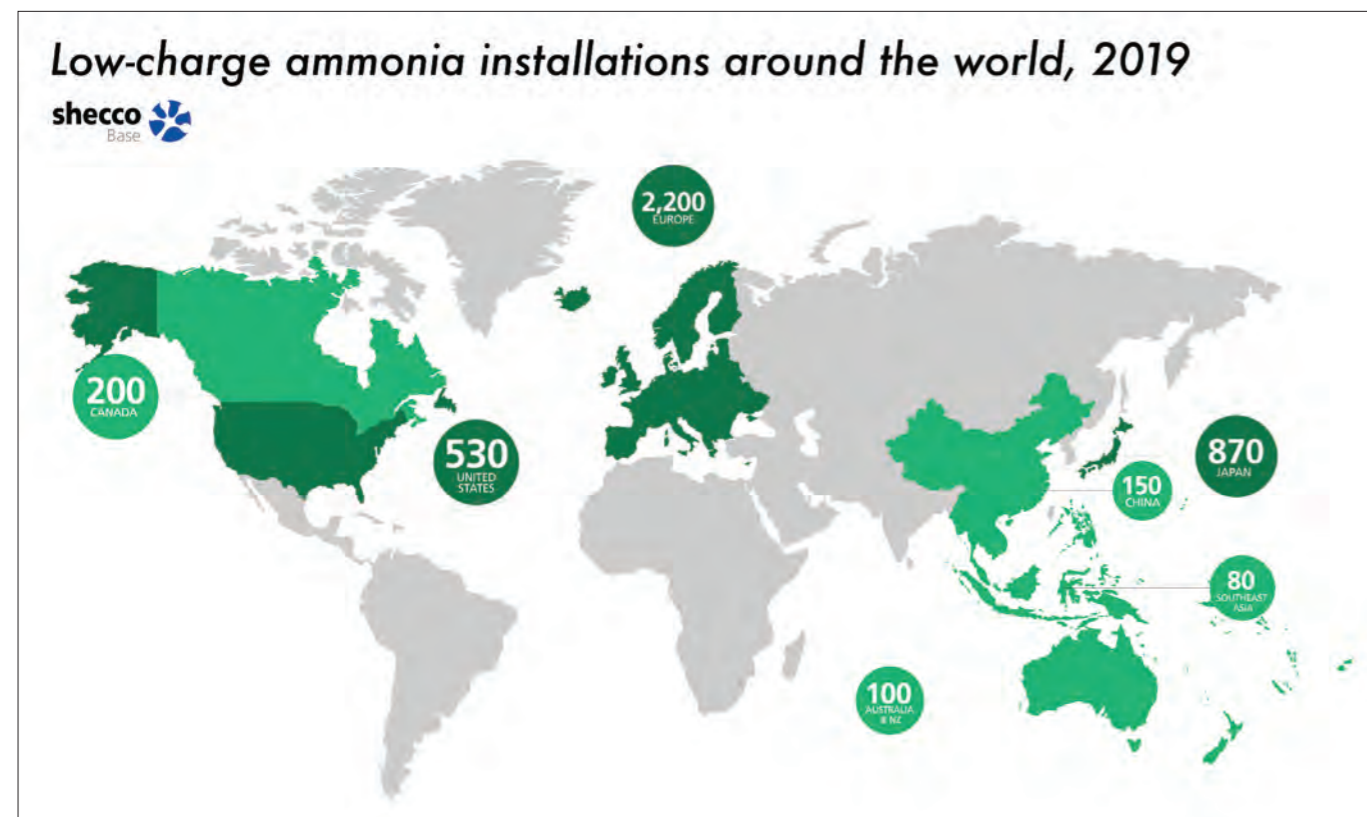 Low-charge ammonia installations around the world, 2019
shecco
Base
2,200
EUROPE
200
CANADA
530
UNITED
STATES
870
JAPAN
150
CHINA
80
SOUTHEAST
ASIA
100
AUSTRALIA
& NZ